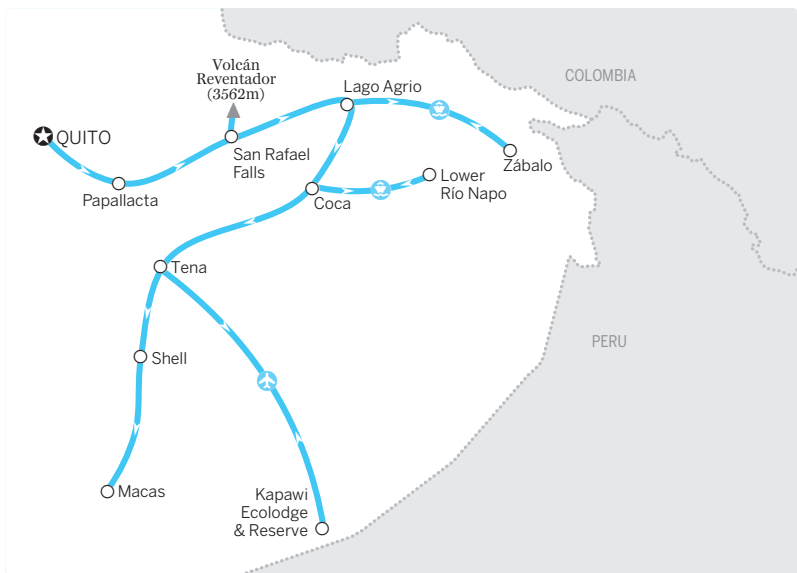 Volcán
Reventador
(3562m)
COLOMBIA
Lago Agrio
QUITO
San Rafael
Falls
Zábalo
Papallacta
Lower
Río Napo
Coca
Tena
PERU
Shell
Macas
Kapawi
Ecolodge
& Reserve